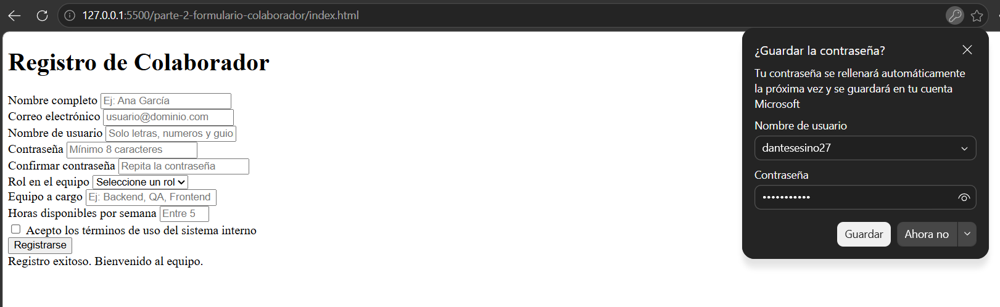 127.0.0.1:5500/parte-2-formulario-colaborador/index.html
Registro de Colaborador
Nombre completo Ej: Ana García
Correo electrónico usuario@dominio.com
Nombre de usuario Solo letras, numeros y guio
Contraseña Mínimo 8 caracteres
Confirmar contraseña Repita la contraseña
Rol en el equipo Seleccione un rol
Equipo a cargo Ej: Backend, QA, Frontend
Horas disponibles por semana Entre 5
Acepto los términos de uso del sistema interno
Registrarse
Registro exitoso. Bienvenido al equipo.
¿Guardar la contraseña?
Tu contraseña se rellenará automáticamente
la próxima vez y se guardará en tu cuenta
Microsoft
Nombre de usuario
dantesesino27
Contraseña
•••••••••••
Guardar
Ahora no